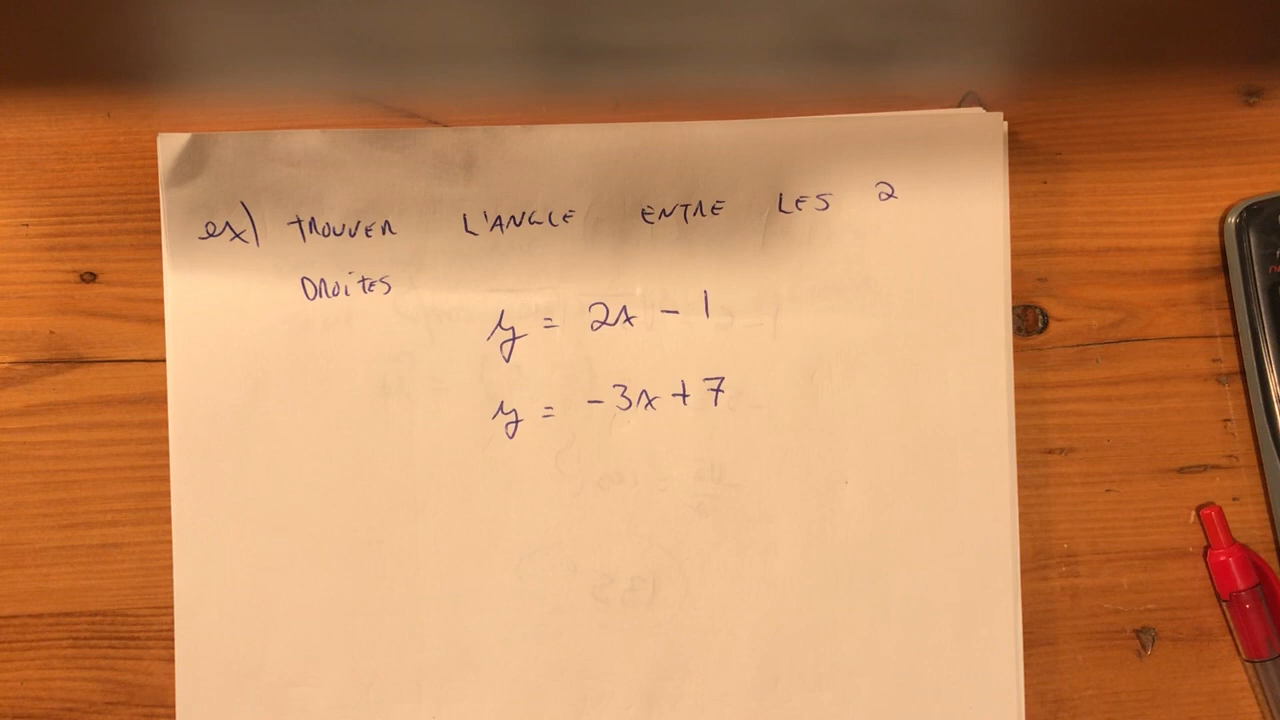 ex) TROUVER L'ANGLE ENTRE LES 2
DROITES
y = 2x - 1
y = -3x + 7